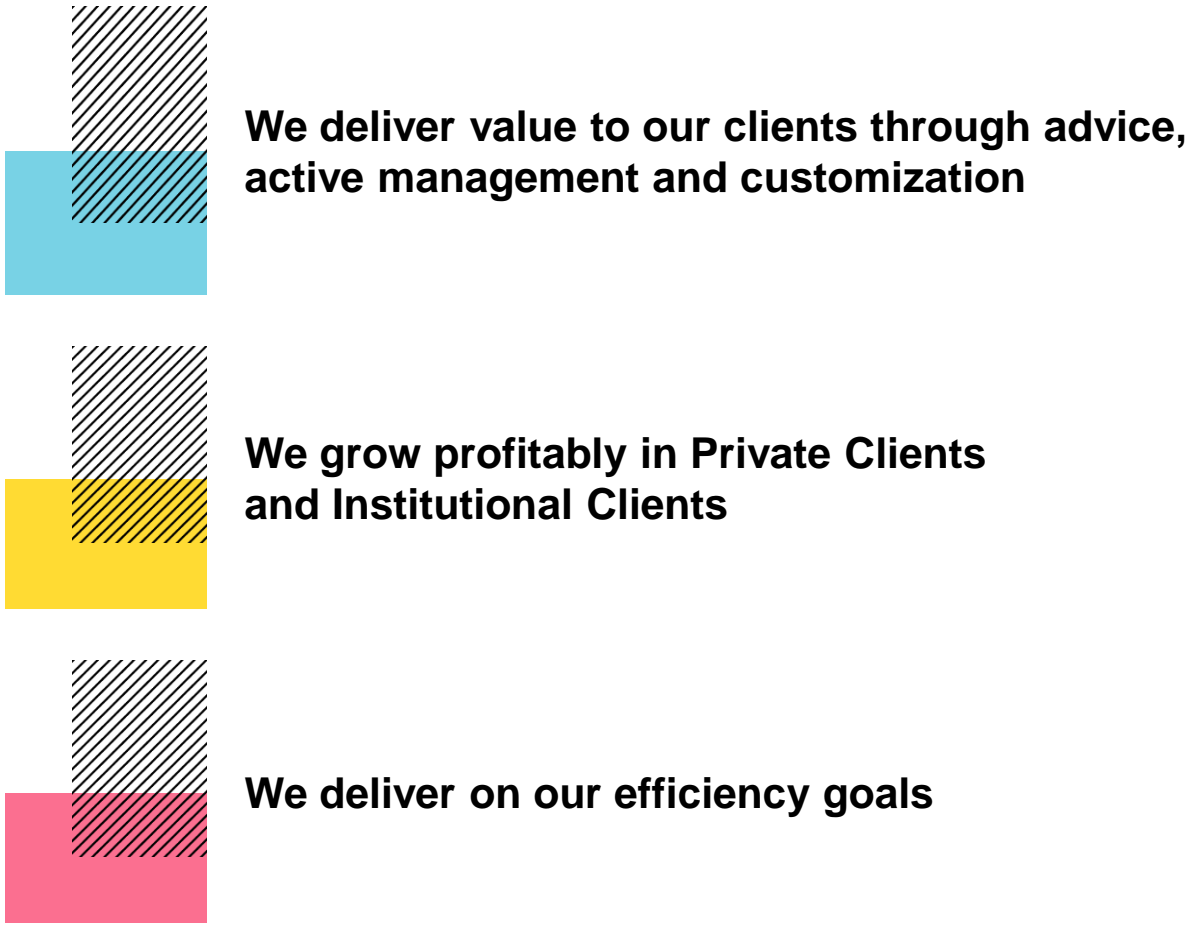 We deliver value to our clients through advice,
active management and customization
We grow profitably in Private Clients
and Institutional Clients
We deliver on our efficiency goals